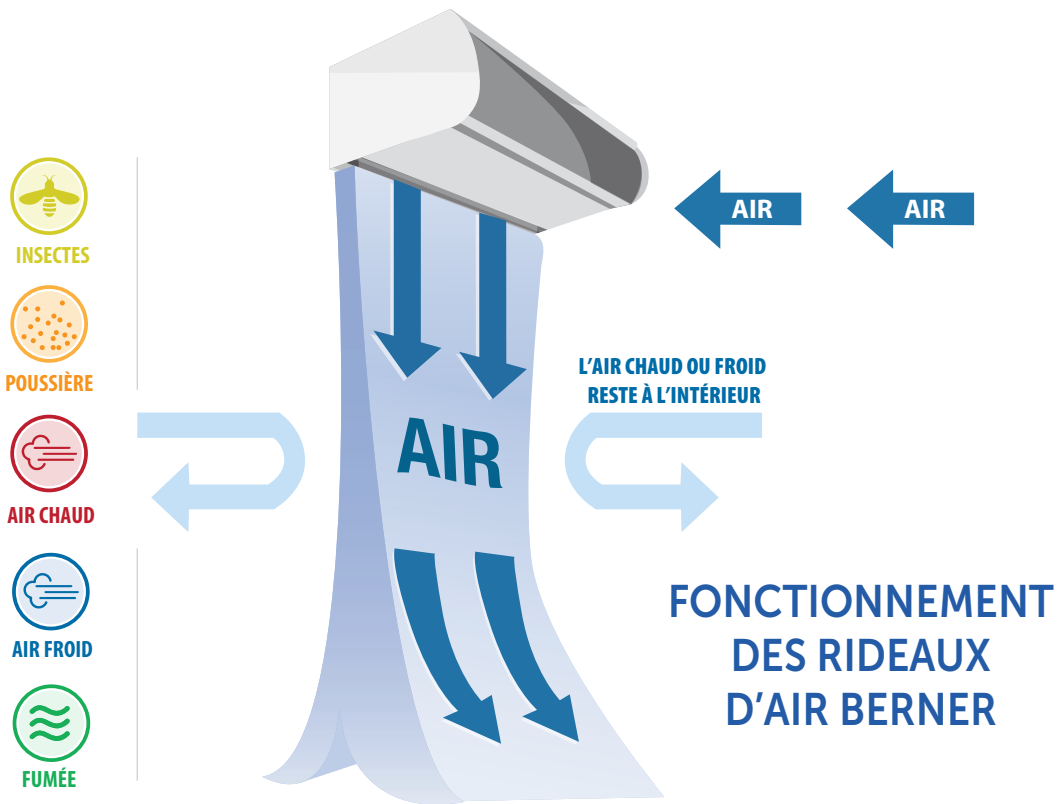 INSECTES
POUSSIÈRE
AIR CHAUD
AIR FROID
FUMÉE
AIR
AIR
AIR
L'AIR CHAUD OU FROID
RESTE À L'INTÉRIEUR
FONCTIONNEMENT
DES RIDEAUX
D'AIR BERNER